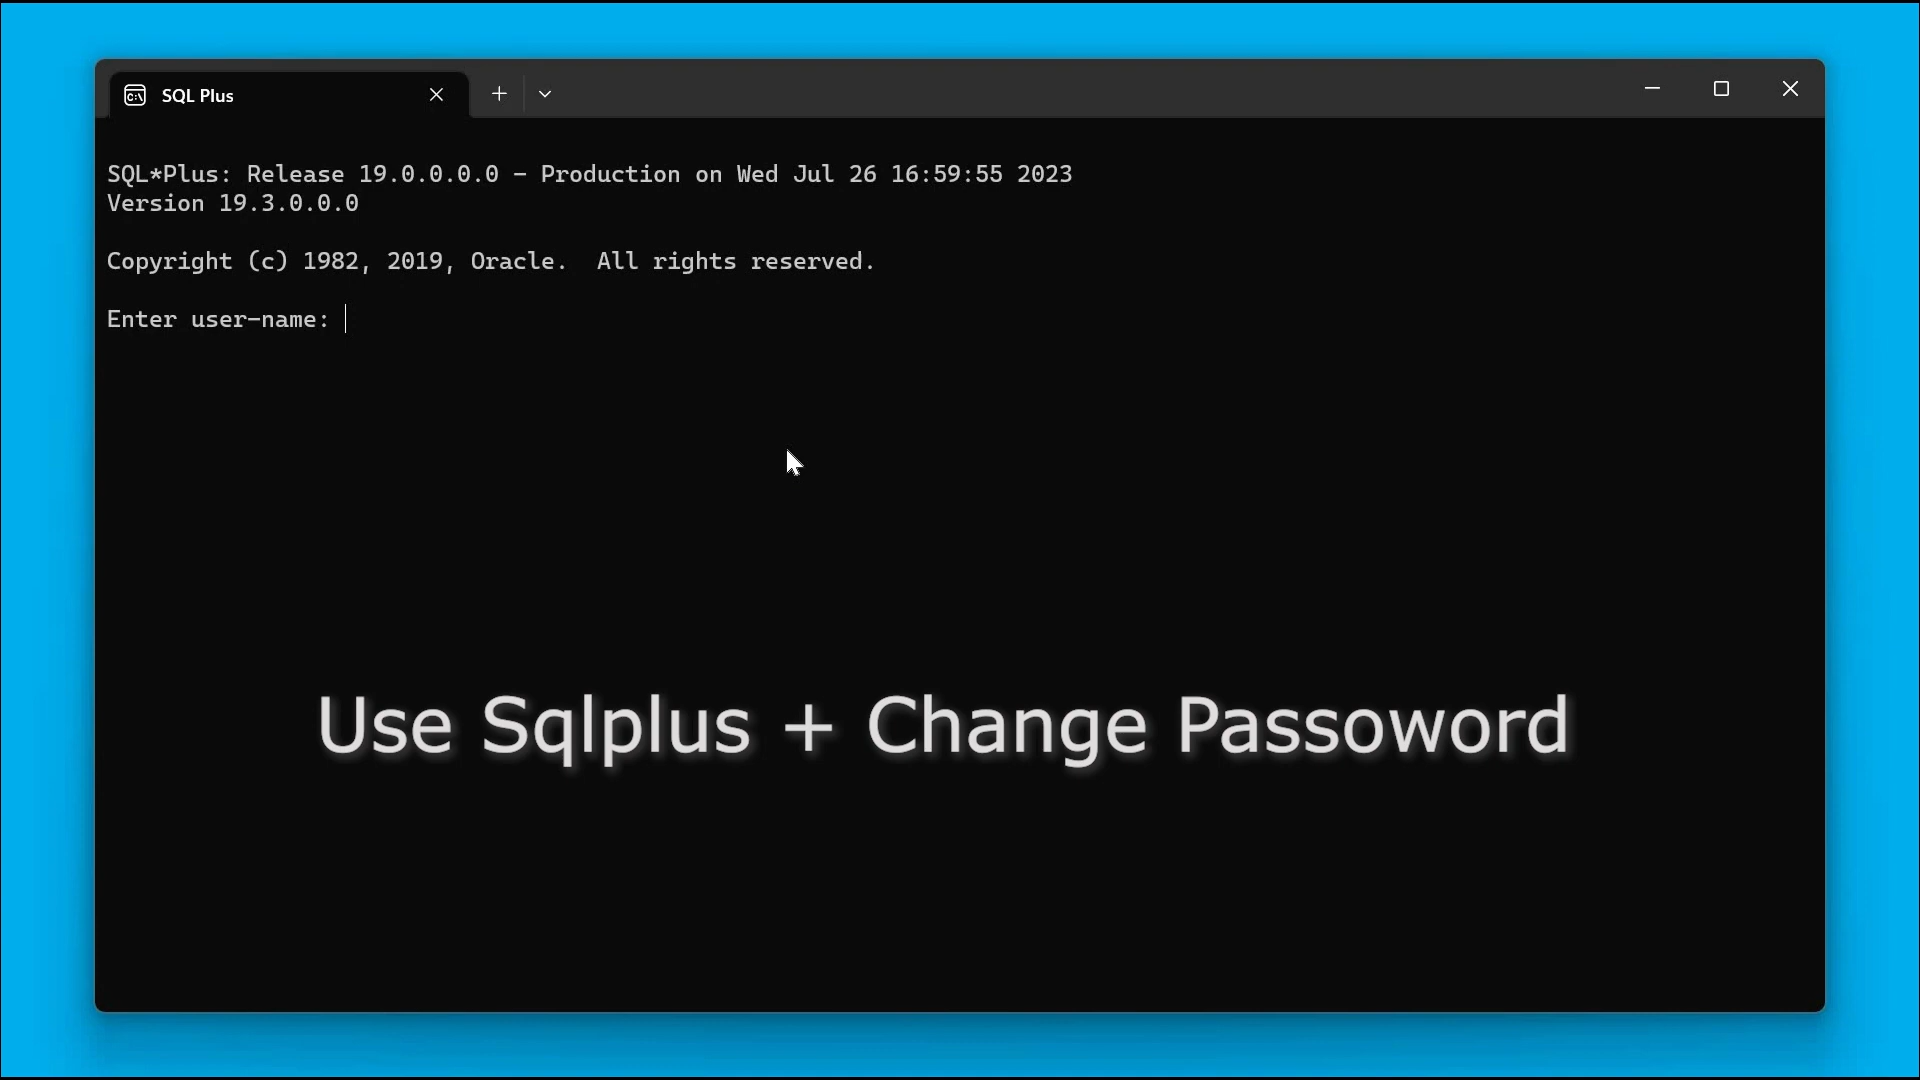 SQL Plus
SQL*Plus: Release 19.0.0.0.0 - Production on Wed Jul 26 16:59:55 2023
Version 19.3.0.0.0
Copyright (c) 1982, 2019, Oracle.  All rights reserved.
Enter user-name:
Use Sqlplus + Change Passoword